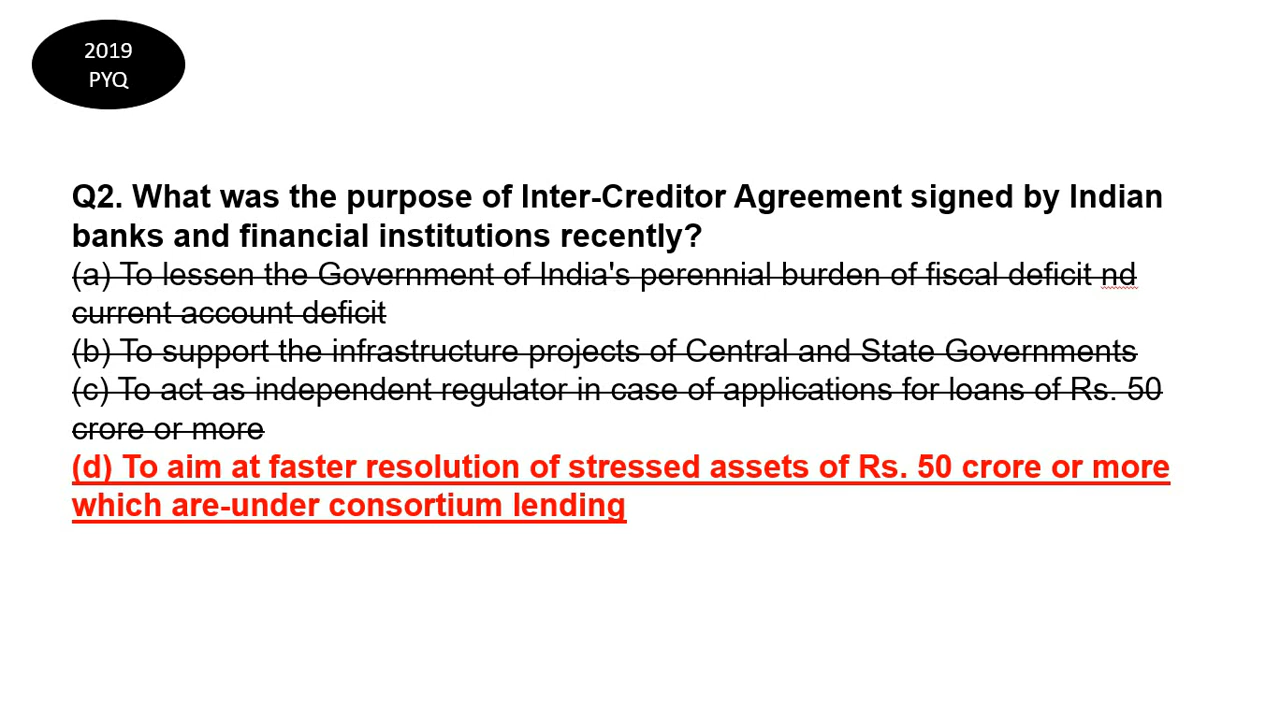 2019
PYQ
Q2. What was the purpose of Inter-Creditor Agreement signed by Indian
banks and financial institutions recently?
(a) To lessen the Government of India's perennial burden of fiscal deficit nd
current account deficit
(b) To support the infrastructure projects of Central and State Governments
(c) To act as independent regulator in case of applications for loans of Rs. 50
crore or more
(d) To aim at faster resolution of stressed assets of Rs. 50 crore or more
which are-under consortium lending